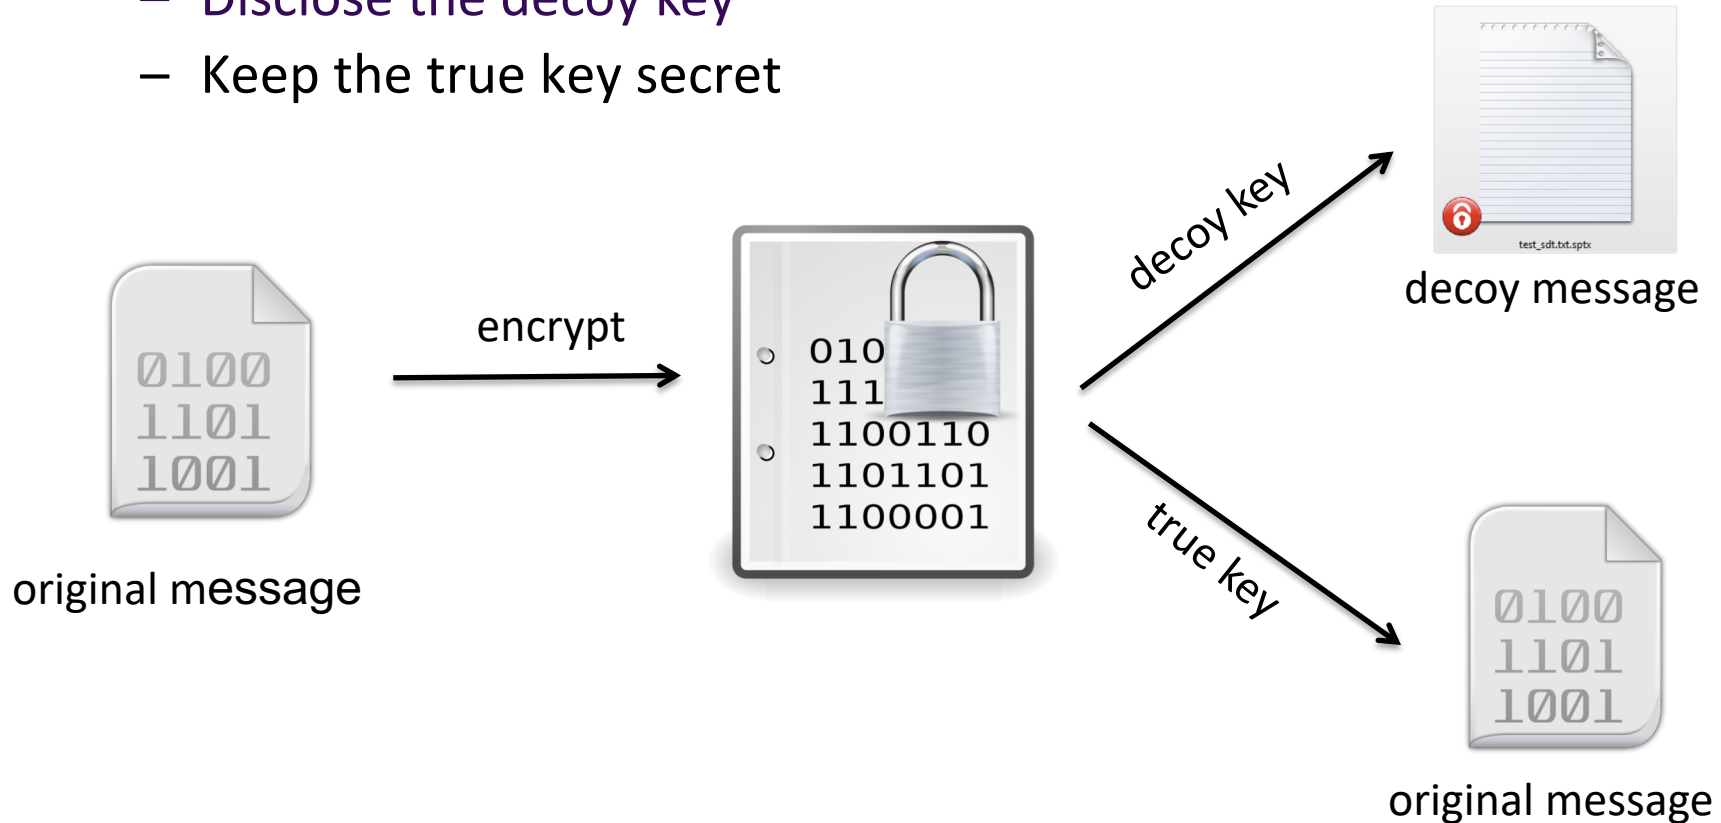 – Disclose the decoy key
– Keep the true key secret
decoy key
test_sdt.txt.sptx
decoy message
encrypt
0100
1101
1001
original message
010
111
1100110
1101101
1100001
true key
0100
1101
1001
original message